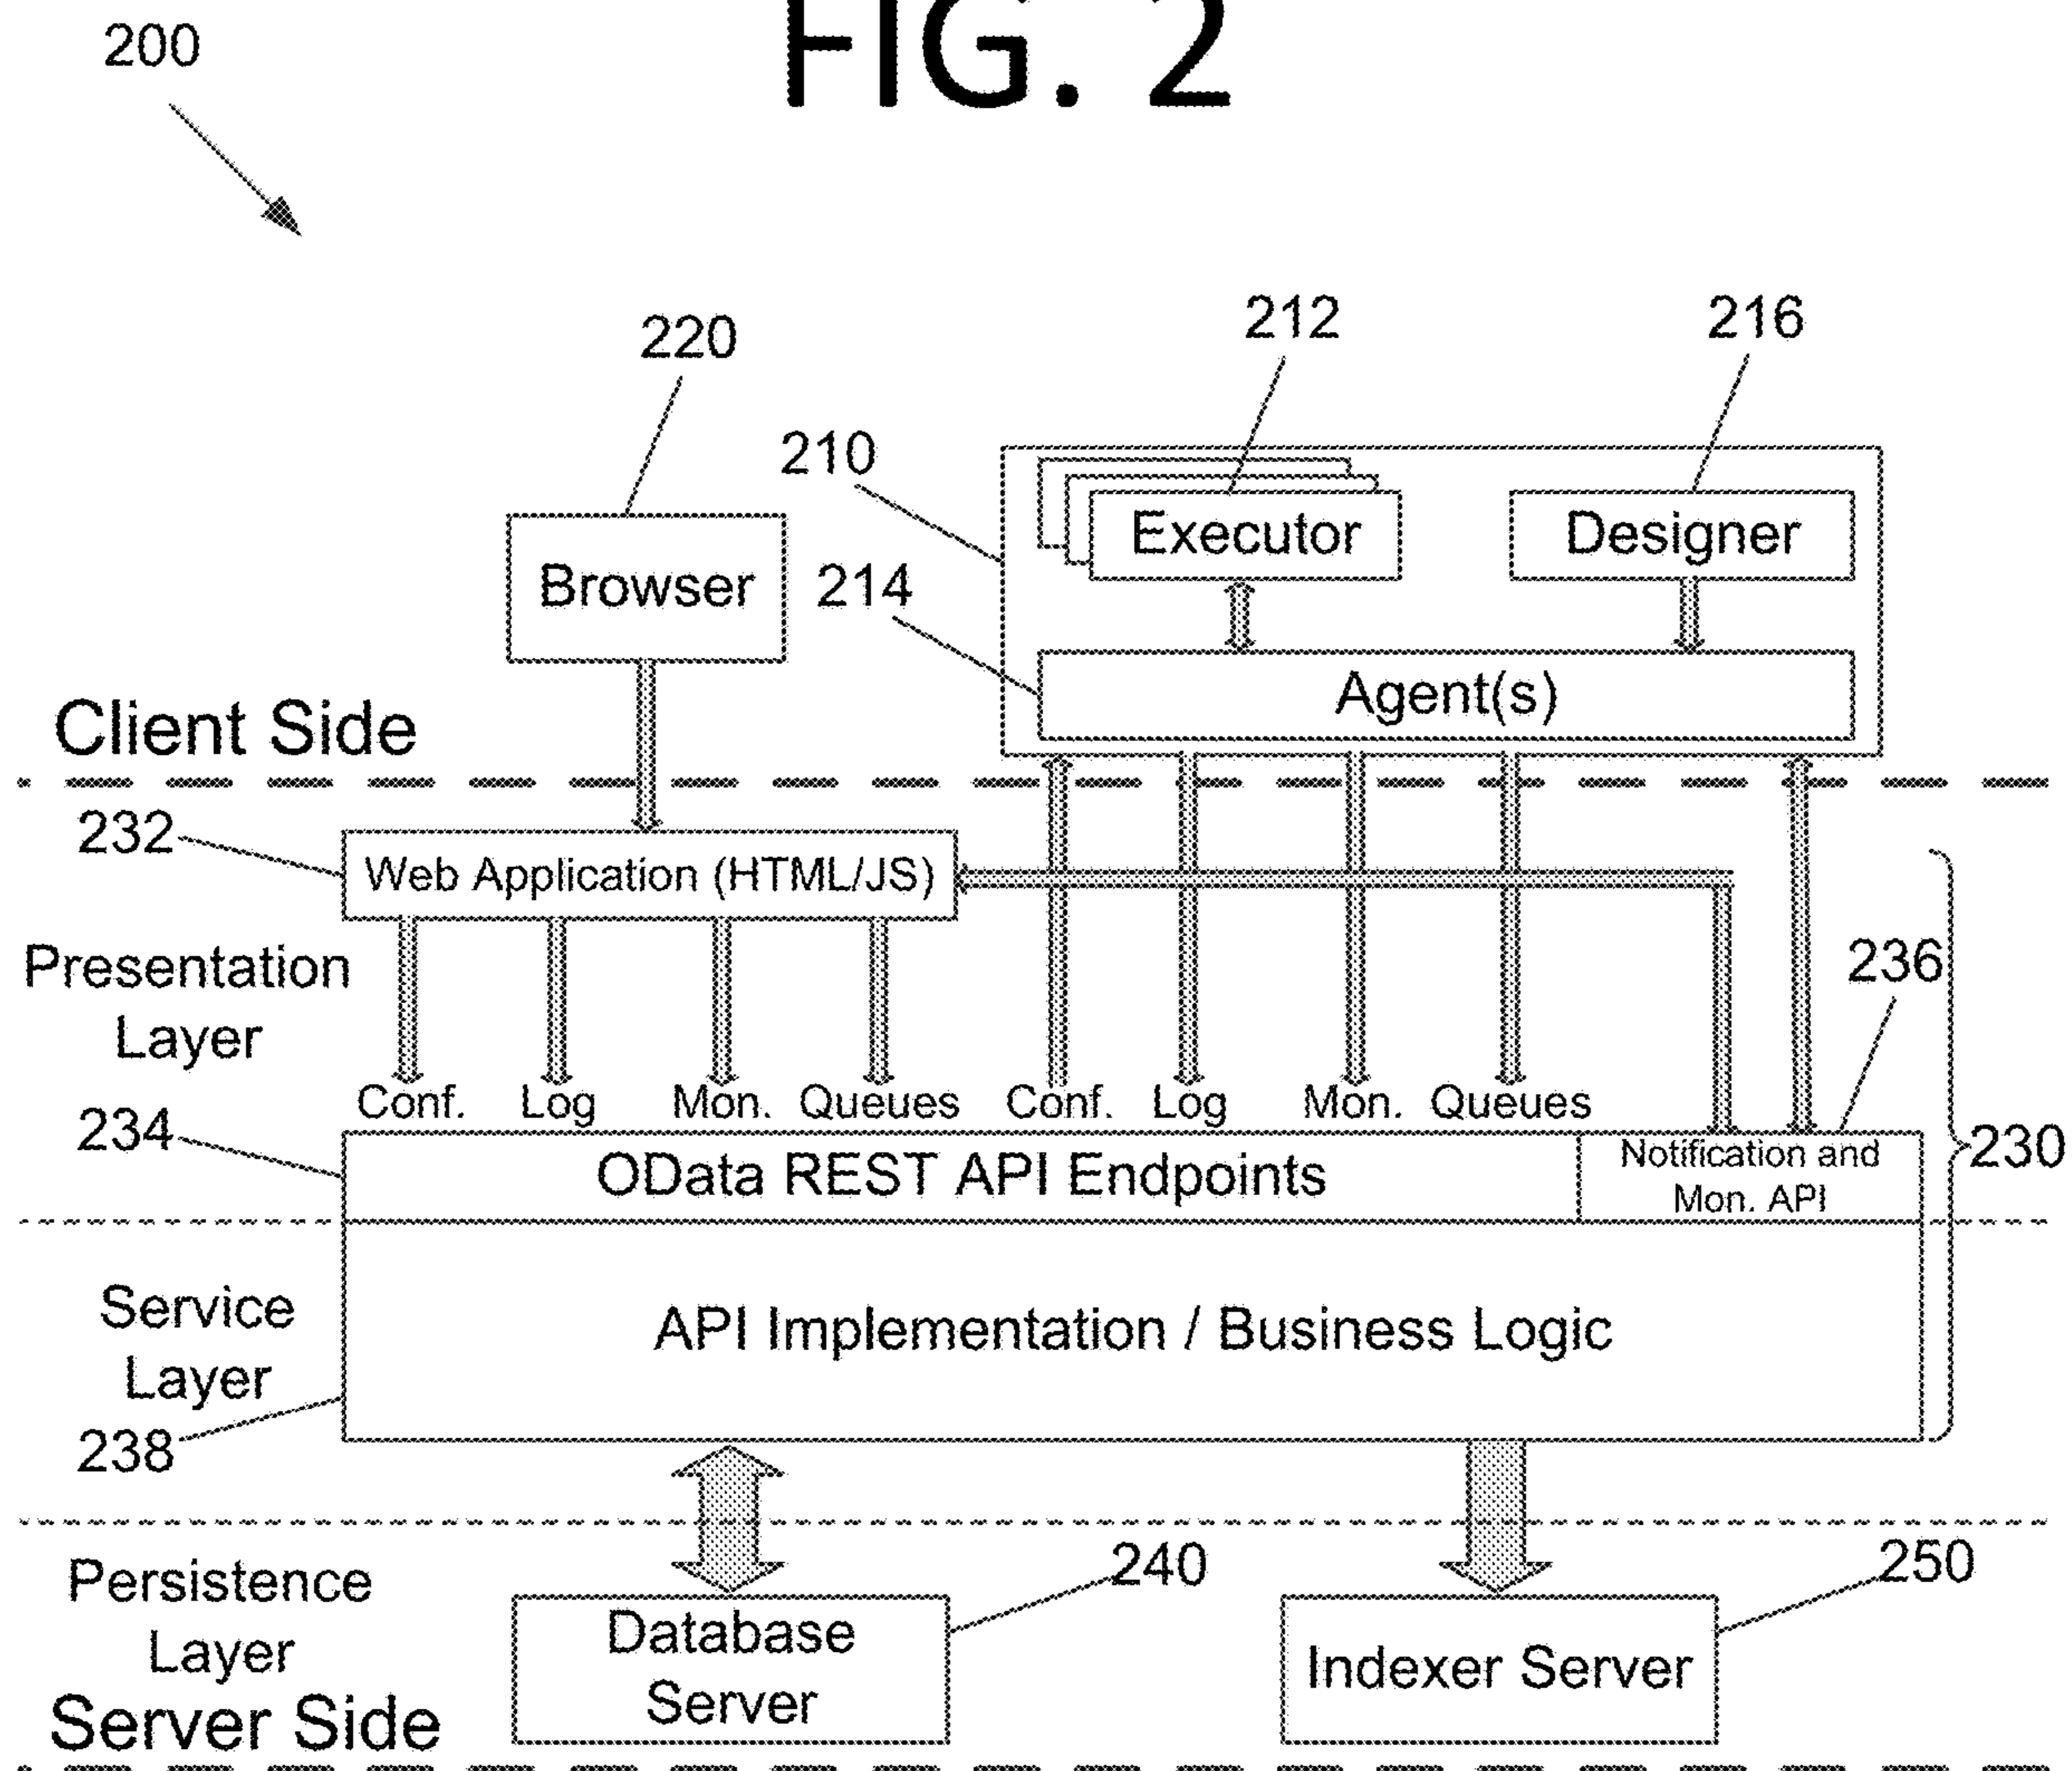 FIG. 2
200
220
212
216
210
Executor
Designer
Browser
214
Agent(s)
Client Side
232
Web Application (HTML/JS)
Presentation
Layer
236
Conf.
Log
Mon.
Queues
Conf.
Log
Mon.
Queues
234
OData REST API Endpoints
Notification and
Mon. API
230
Service
Layer
API Implementation / Business Logic
238
240
250
Persistence
Layer
Database
Server
Indexer Server
Server Side